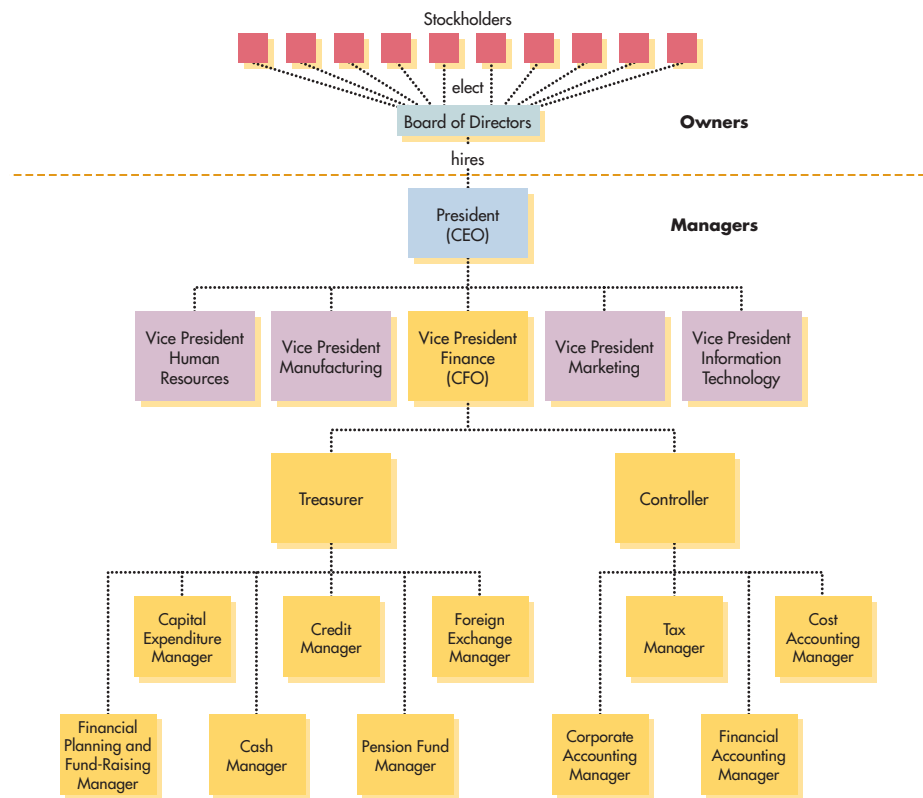 Stockholders
elect
Board of Directors
Owners
hires
President
(CEO)
Managers
Vice President
Human
Resources
Vice President
Manufacturing
Vice President
Finance
(CFO)
Vice President
Marketing
Vice President
Information
Technology
Treasurer
Controller
Capital
Expenditure
Manager
Credit
Manager
Foreign
Exchange
Manager
Tax
Manager
Cost
Accounting
Manager
Financial
Planning and
Fund-Raising
Manager
Cash
Manager
Pension Fund
Manager
Corporate
Accounting
Manager
Financial
Accounting
Manager